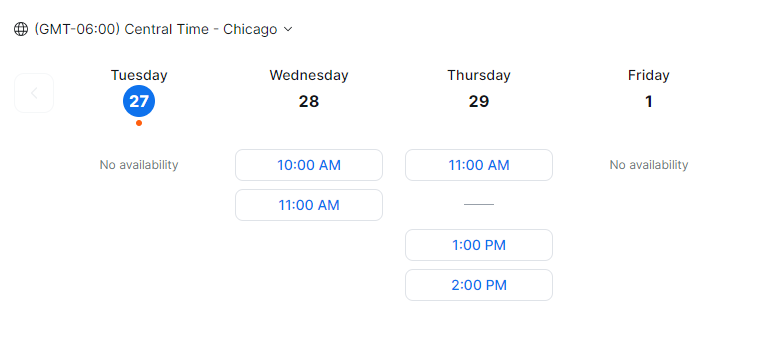 (GMT-06:00) Central Time - Chicago
Tuesday Wednesday Thursday Friday
27 28 29 1
No availability 10:00 AM 11:00 AM No availability
11:00 AM
1:00 PM
2:00 PM